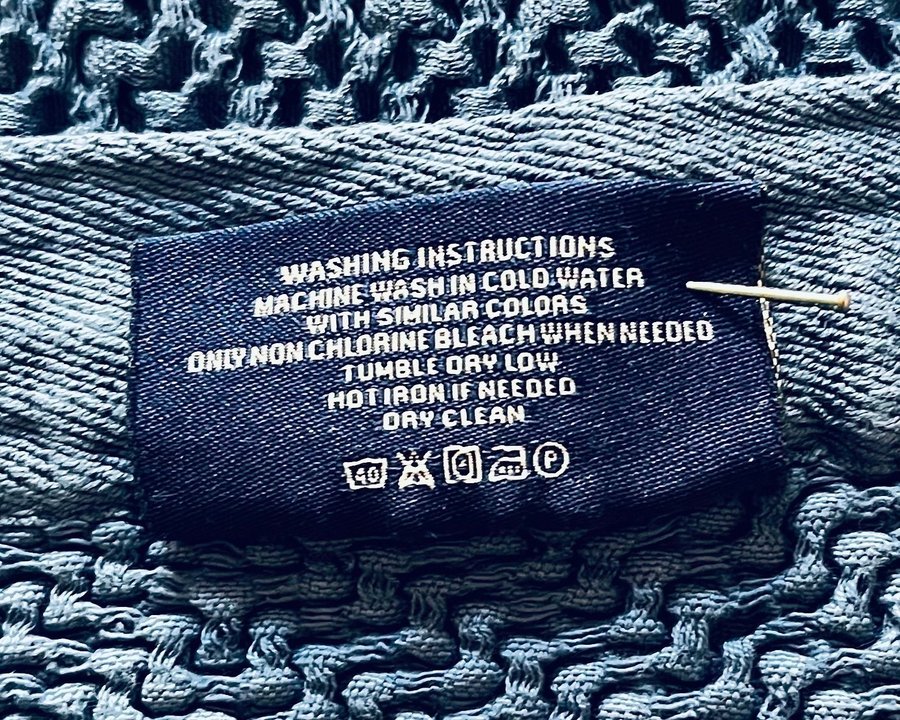 WASHING INSTRUCTIONS
MACHINE WASH IN COLD WATER
WITH SIMILAR COLORS
ONLY NON CHLORINE BLEACH WHEN NEEDED
TUMBLE DRY LOW
HOT IRON IF NEEDED
DRY CLEAN
40 P